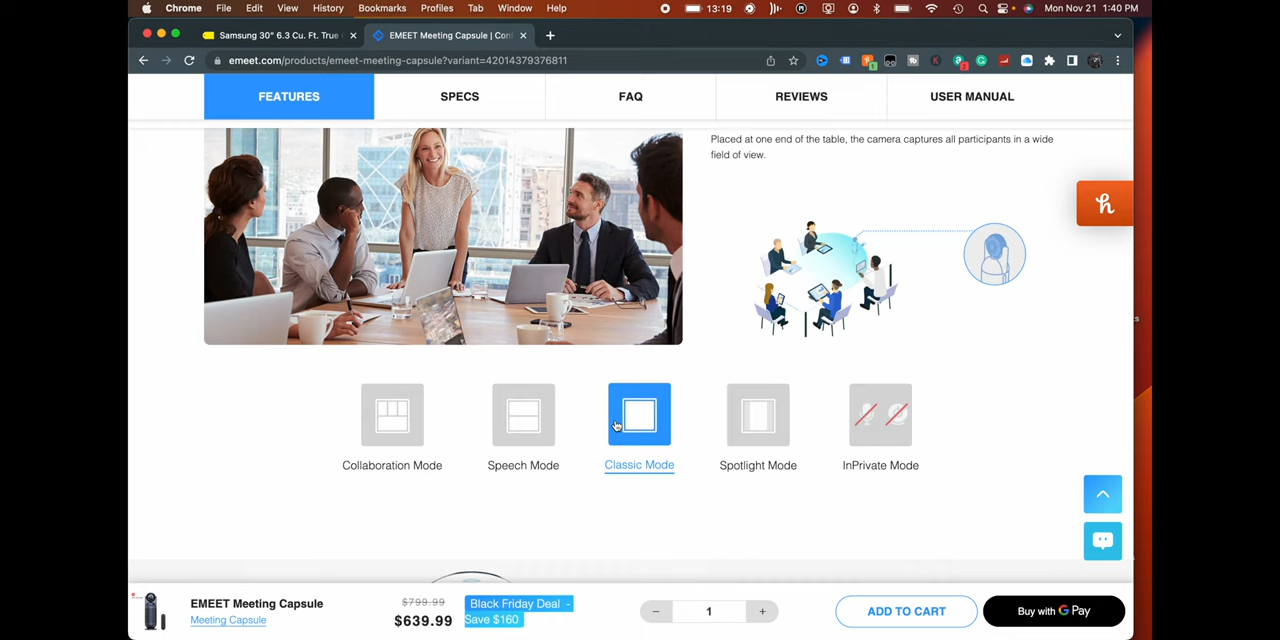 Chrome File Edit View History Bookmarks Profiles Tab Window Help 13:19 Mon Nov 21 1:40 PM
Samsung 30" 6.3 Cu. Ft. True
EMEET Meeting Capsule | Con
emeet.com/products/emeet-meeting-capsule?variant=42014379376811
FEATURES SPECS FAQ REVIEWS USER MANUAL
Placed at one end of the table, the camera captures all participants in a wide
field of view.
Collaboration Mode Speech Mode Classic Mode Spotlight Mode InPrivate Mode
EMEET Meeting Capsule
Meeting Capsule
$799.99
$639.99
Black Friday Deal -
Save $160
− 1 +
ADD TO CART
Buy with G Pay